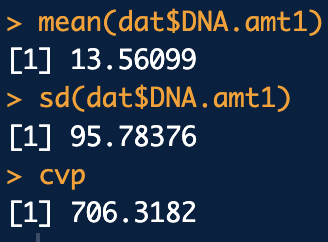 > mean(dat$DNA.amt1)
[1] 13.56099
> sd(dat$DNA.amt1)
[1] 95.78376
> cvp
[1] 706.3182